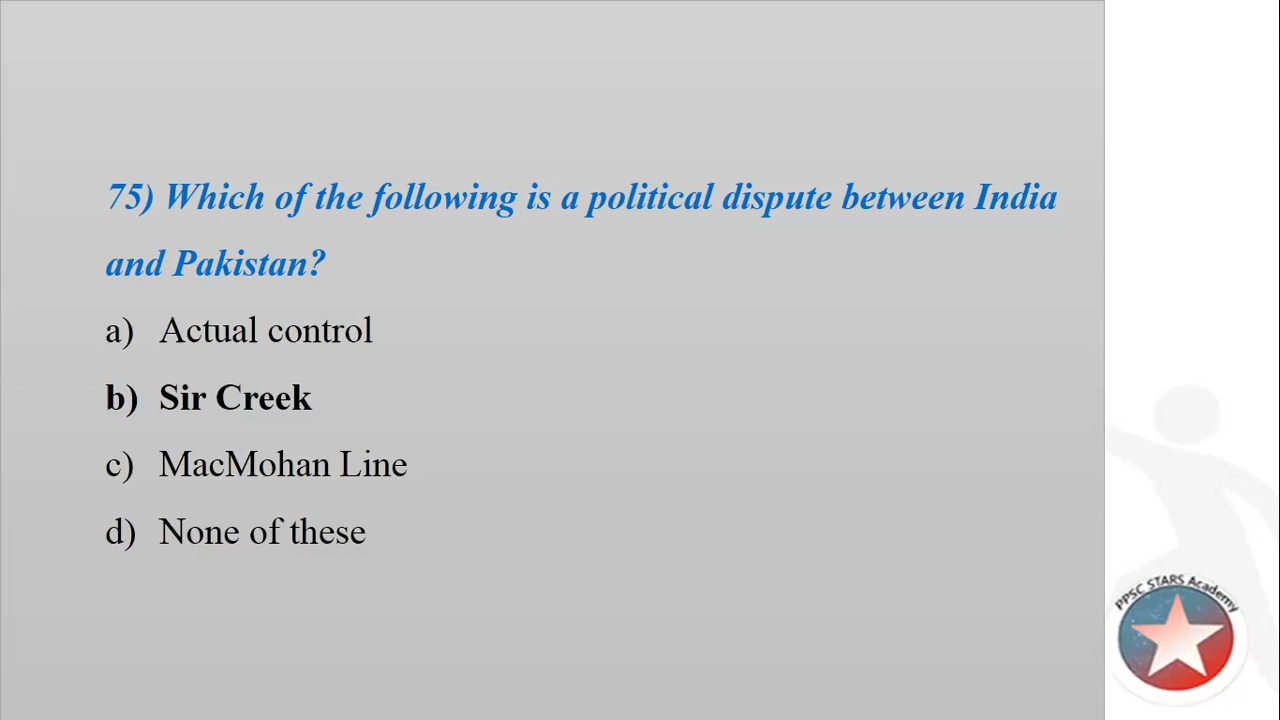 75) Which of the following is a political dispute between India
and Pakistan?
a) Actual control
b) Sir Creek
c) MacMohan Line
d) None of these
PPSC STARS Academy